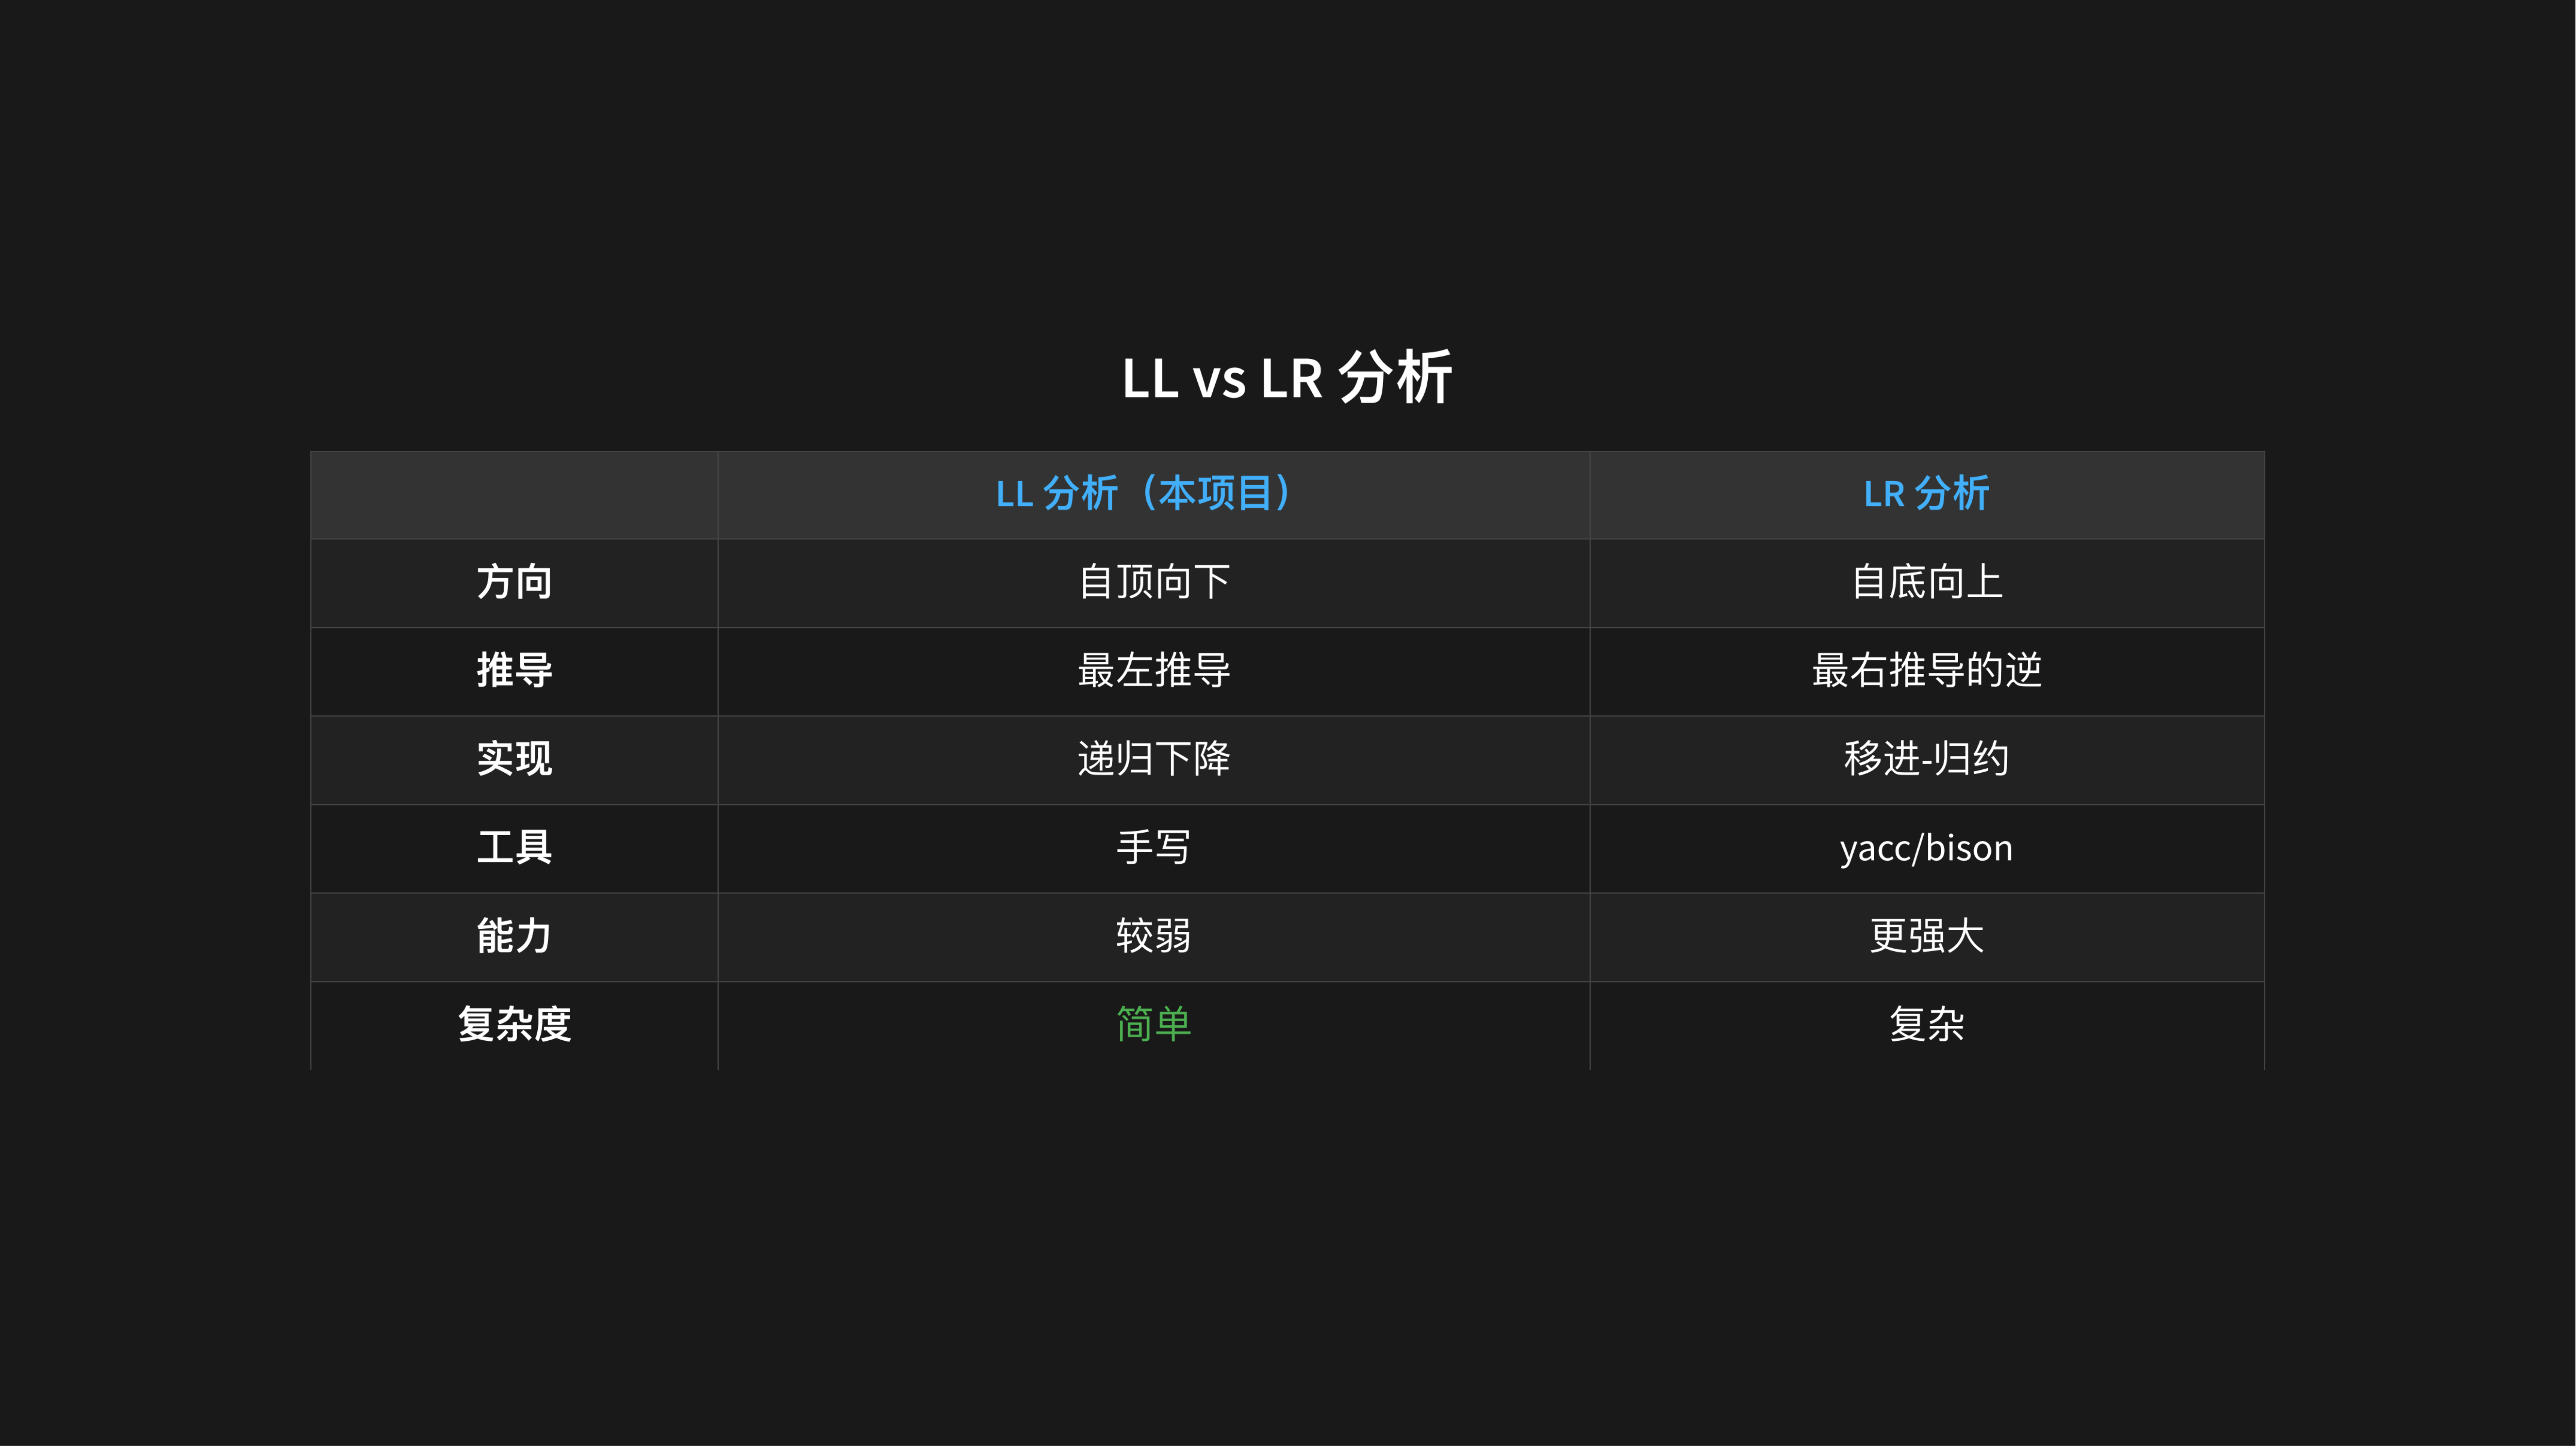 LL vs LR 分析
LL 分析（本项目） LR 分析
方向 自顶向下 自底向上
推导 最左推导 最右推导的逆
实现 递归下降 移进-归约
工具 手写 yacc/bison
能力 较弱 更强大
复杂度 简单 复杂